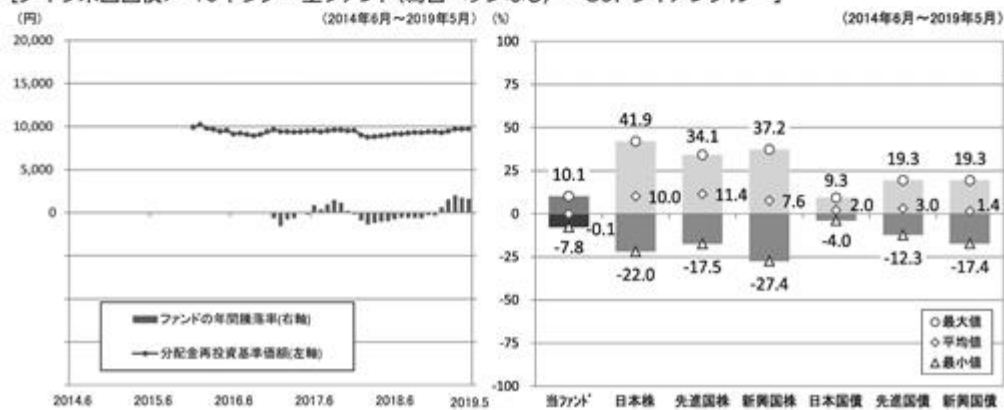 (円)
(2014年6月～2019年5月)
20,000
15,000
10,000
5,000
0
ファンドの年間騰落率(右軸)
分配金再投資基準価額(左軸)
2014.6 2015.6 2016.6 2017.6 2018.6 2019.5
(%)
(2014年6月～2019年5月)
100
75
50
25
0
-25
-50
-75
-100
10.1 41.9 34.1 37.2 9.3 19.3 19.3
-0.1 10.0 11.4 7.6 2.0 3.0 1.4
-7.8 -22.0 -17.5 -27.4 -4.0 -12.3 -17.4
○最大値
◇平均値
△最小値
当ファンド 日本株 先進国株 新興国株 日本国債 先進国債 新興国債